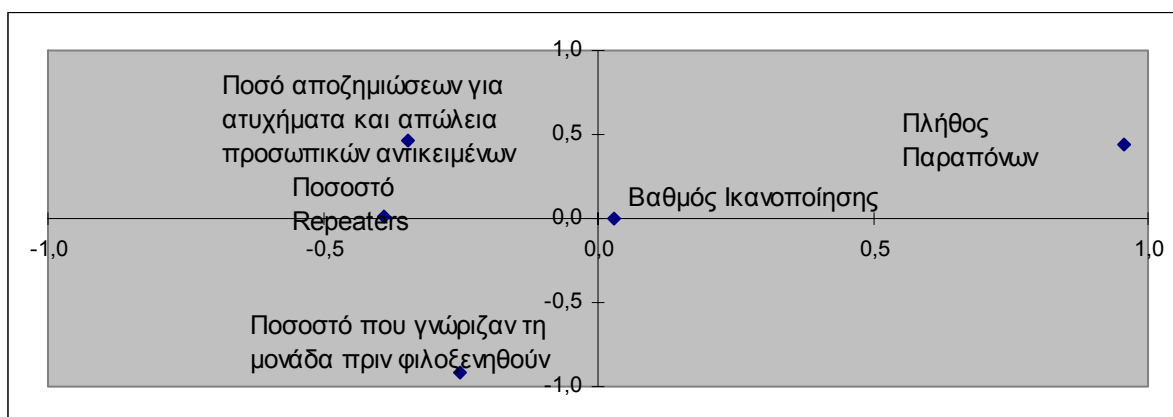 1,0
Ποσό αποζημιώσεων για
ατυχήματα και απώλεια
προσωπικών αντικειμένων
0,5
Πλήθος
Παραπόνων
Ποσοστό
Repeaters
Βαθμός Ικανοποίησης
0,0
-1,0
-0,5
0,0
0,5
1,0
-0,5
Ποσοστό που γνώριζαν τη
μονάδα πριν φιλοξενηθούν
-1,0